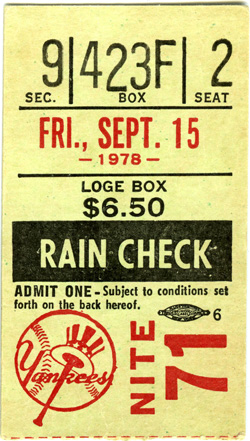 9 | 423F | 2
SEC. BOX SEAT
FRI., SEPT. 15
- 1978 -
LOGE BOX
$6.50
RAIN CHECK
ADMIT ONE - Subject to conditions set
forth on the back hereof.
6
Yankees
NITE
71